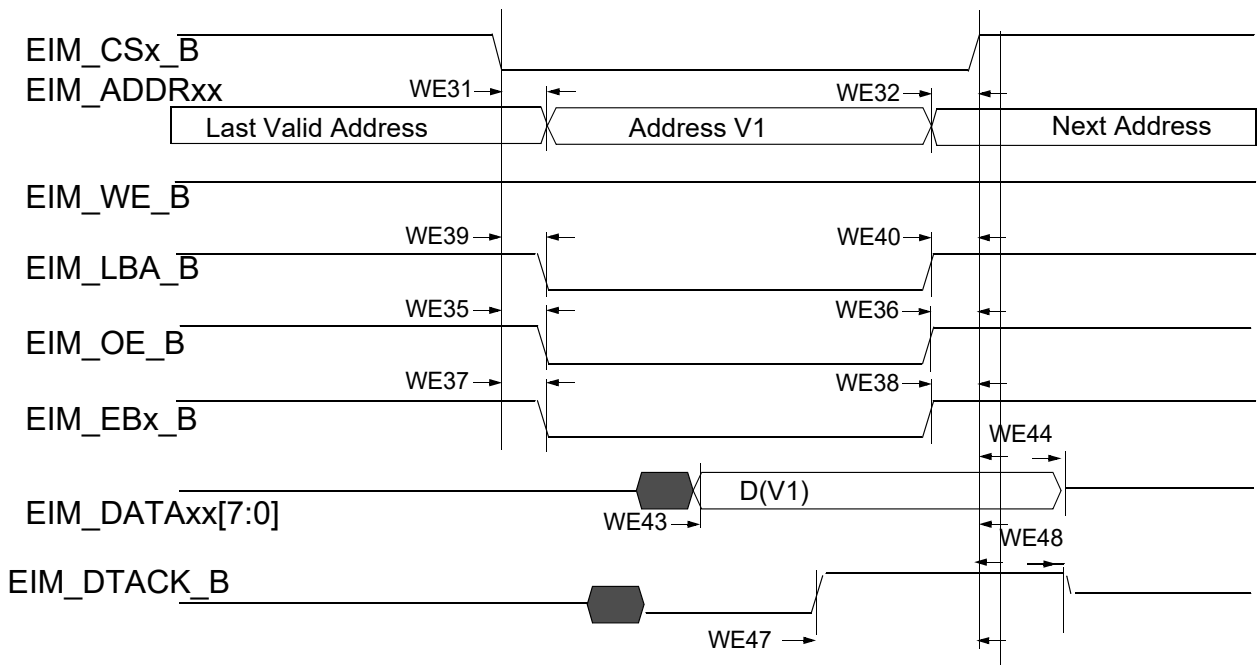 EIM_CSx_B
EIM_ADDRxx
WE31
WE32
Last Valid Address
Address V1
Next Address
EIM_WE_B
WE39
WE40
EIM_LBA_B
WE35
WE36
EIM_OE_B
WE37
WE38
EIM_EBx_B
WE44
D(V1)
EIM_DATAxx[7:0]
WE43
WE48
EIM_DTACK_B
WE47